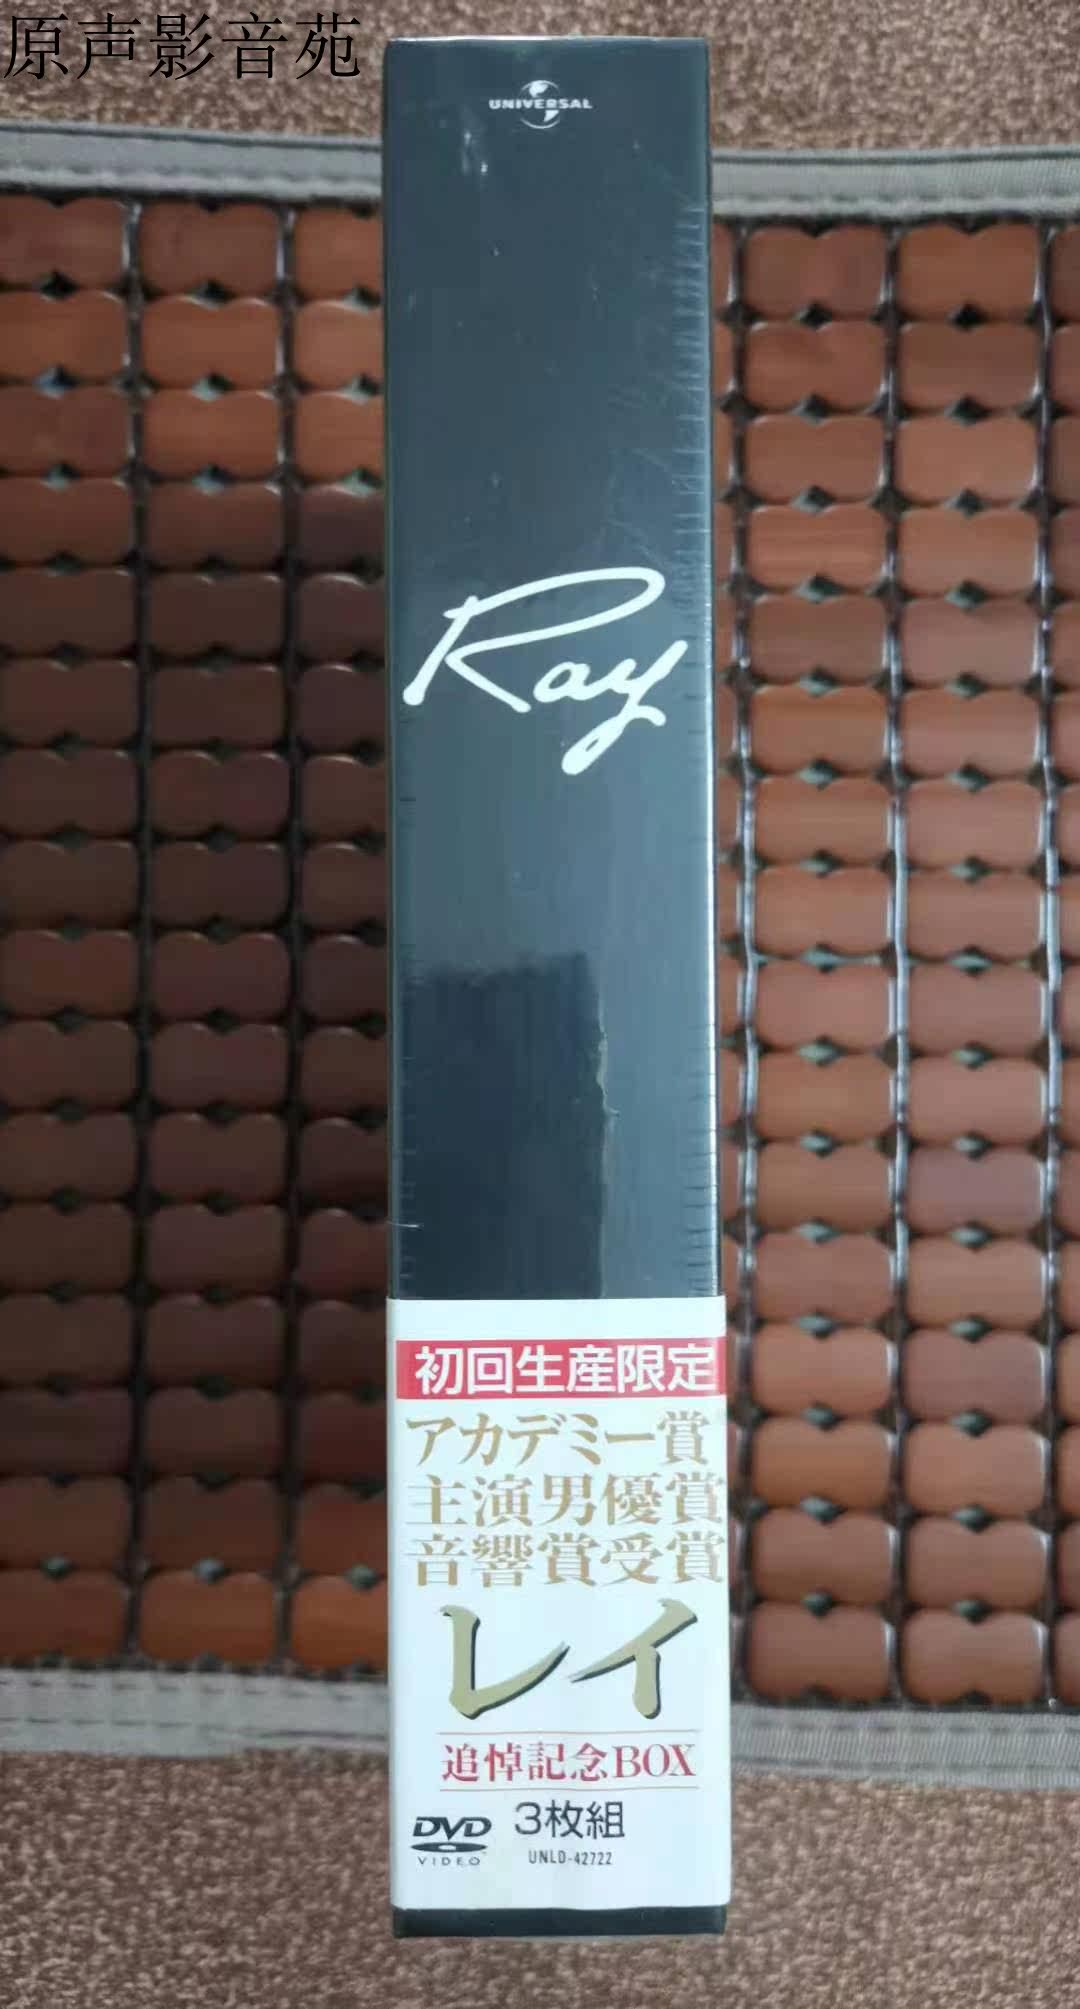 原声影音苑
UNIVERSAL
Ray
初回生産限定
アカデミー賞
主演男優賞
音響賞受賞
レイ
追悼記念BOX
DVD
VIDEO
3枚組
UNLD-42722